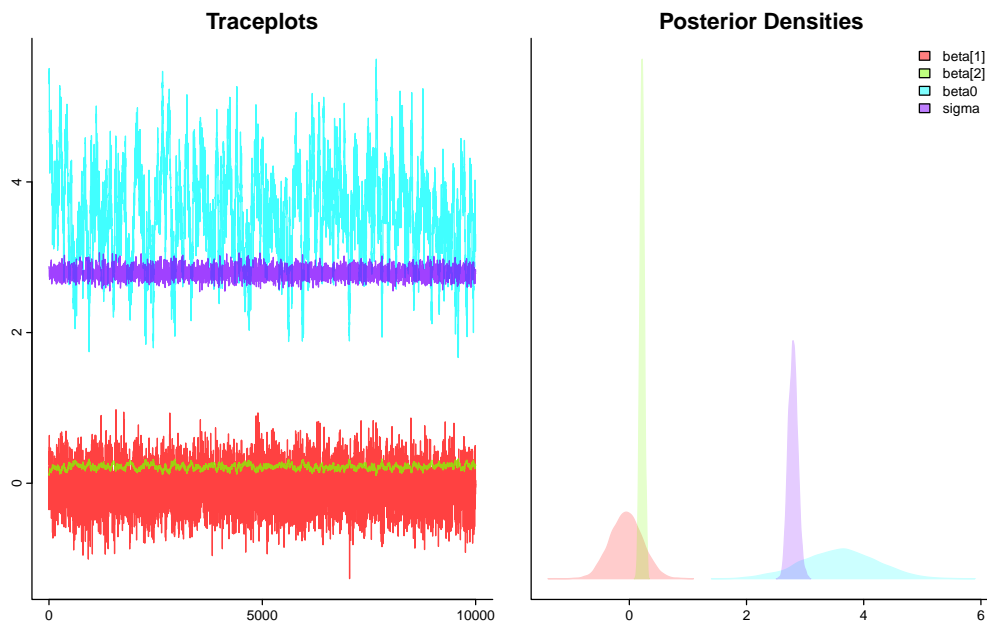 Traceplots
4
2
0
0
5000
10000
Posterior Densities
beta[1]
beta[2]
beta0
sigma
0
2
4
6